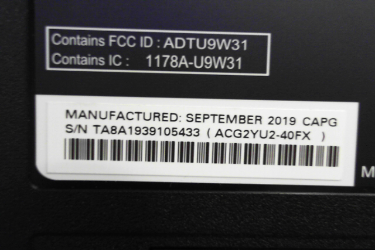 Contains FCC ID : ADTU9W31
Contains IC : 1178A-U9W31
MANUFACTURED: SEPTEMBER 2019 CAPG
S/N TA8A1939105433 ( ACG2YU2-40FX )
M